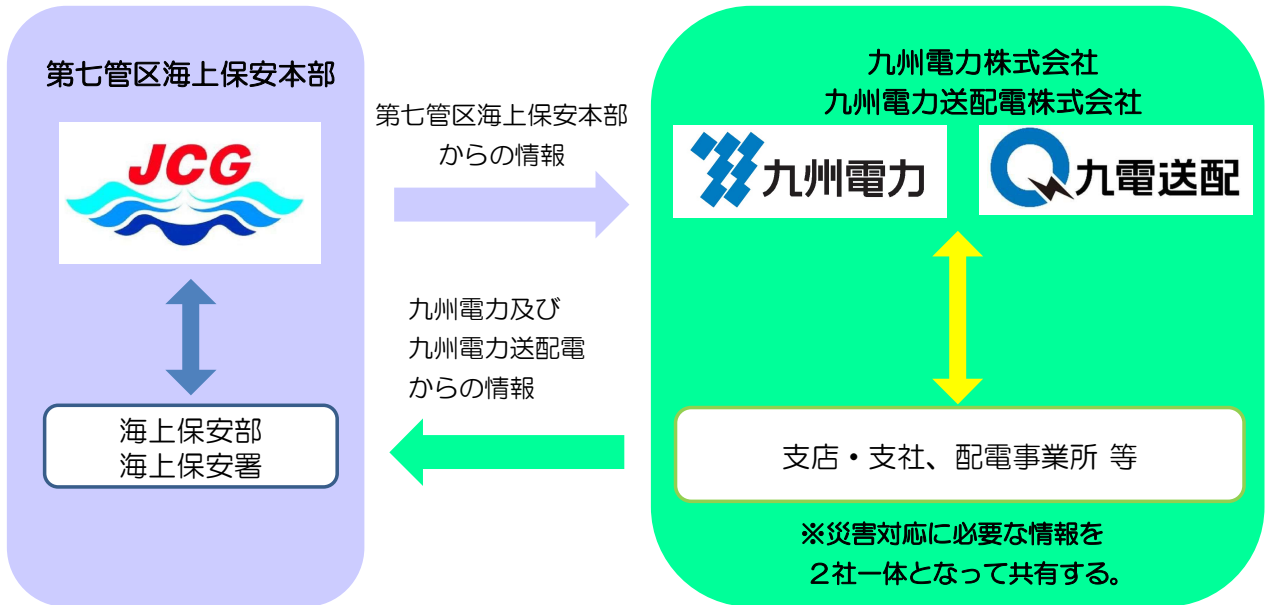 第七管区海上保安本部
JCG
海上保安部
海上保安署
第七管区海上保安本部
からの情報
九州電力及び
九州電力送配電
からの情報
九州電力株式会社
九州電力送配電株式会社
九州電力
九電送配
支店・支社、配電事業所 等
※災害対応に必要な情報を
２社一体となって共有する。